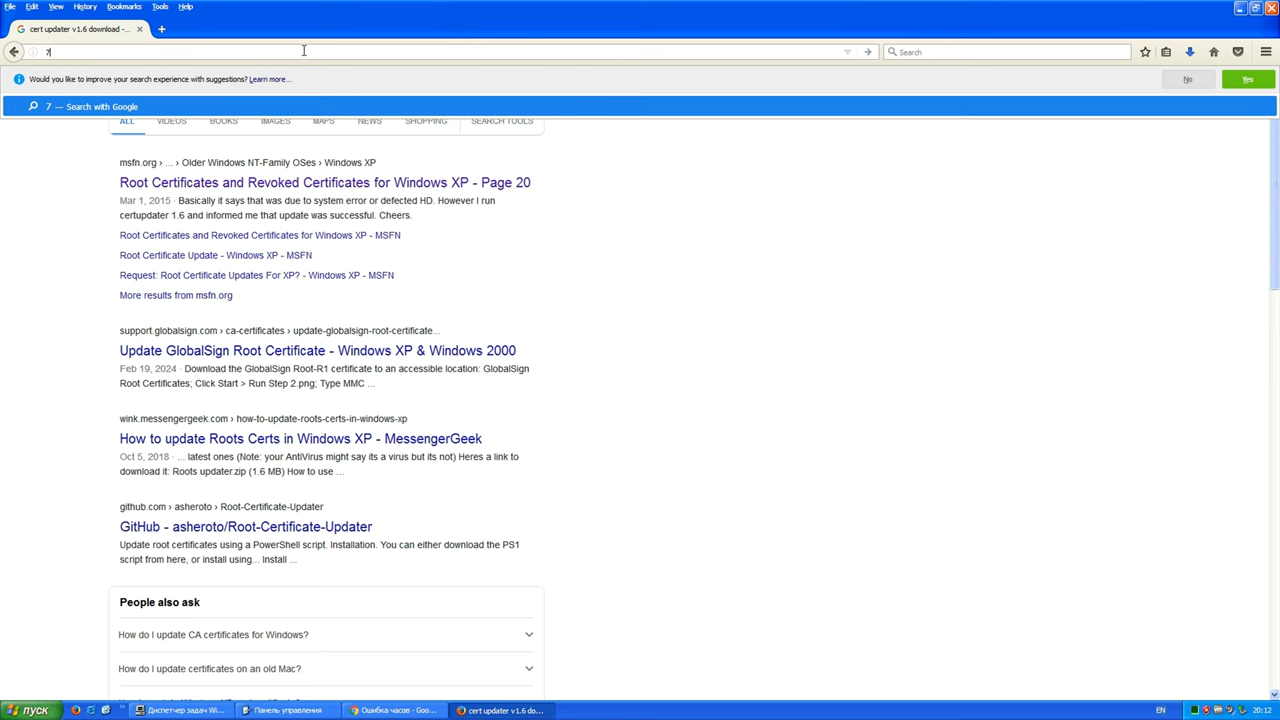 File Edit View History Bookmarks Tools Help
cert updater v1.6 download -...
7
Search
Would you like to improve your search experience with suggestions? Learn more...
No
Yes
7 — Search with Google
ALL VIDEOS BOOKS IMAGES MAPS NEWS SHOPPING SEARCH TOOLS
msfn.org › ... › Older Windows NT-Family OSes › Windows XP
Root Certificates and Revoked Certificates for Windows XP - Page 20
Mar 1, 2015 · Basically it says that was due to system error or defected HD. However I run
certupdater 1.6 and informed me that update was successful. Cheers.
Root Certificates and Revoked Certificates for Windows XP - MSFN
Root Certificate Update - Windows XP - MSFN
Request: Root Certificate Updates For XP? - Windows XP - MSFN
More results from msfn.org
support.globalsign.com › ca-certificates › update-globalsign-root-certificate...
Update GlobalSign Root Certificate - Windows XP & Windows 2000
Feb 19, 2024 · Download the GlobalSign Root-R1 certificate to an accessible location: GlobalSign
Root Certificates; Click Start > Run Step 2.png; Type MMC ...
wink.messengergeek.com › how-to-update-roots-certs-in-windows-xp
How to update Roots Certs in Windows XP - MessengerGeek
Oct 5, 2018 · ... latest ones (Note: your AntiVirus might say its a virus but its not) Heres a link to
download it: Roots updater.zip (1.6 MB) How to use ...
github.com › asheroto › Root-Certificate-Updater
GitHub - asheroto/Root-Certificate-Updater
Update root certificates using a PowerShell script. Installation. You can either download the PS1
script from here, or install using... Install ...
People also ask
How do I update CA certificates for Windows?
How do I update certificates on an old Mac?
пуск
Диспетчер задач Wi...
Панель управления
Ошибка часов - Goo...
cert updater v1.6 do...
EN
20:12